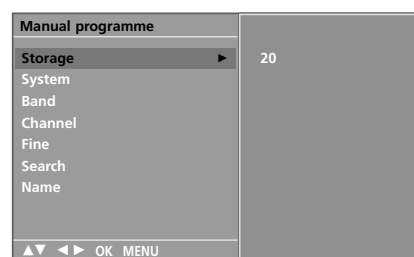 Manual programme
Storage ► 20
System
Band
Channel
Fine
Search
Name
▲▼ ◄► OK MENU